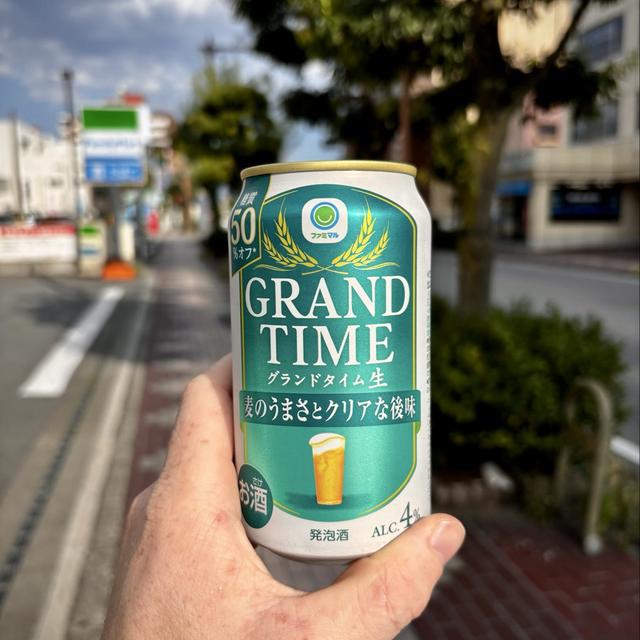 糖質
50
%オフ*
ファミマル
GRAND
TIME
グランドタイム 生
麦のうまさとクリアな後味
さけ
お酒
発泡酒
ALC.4%